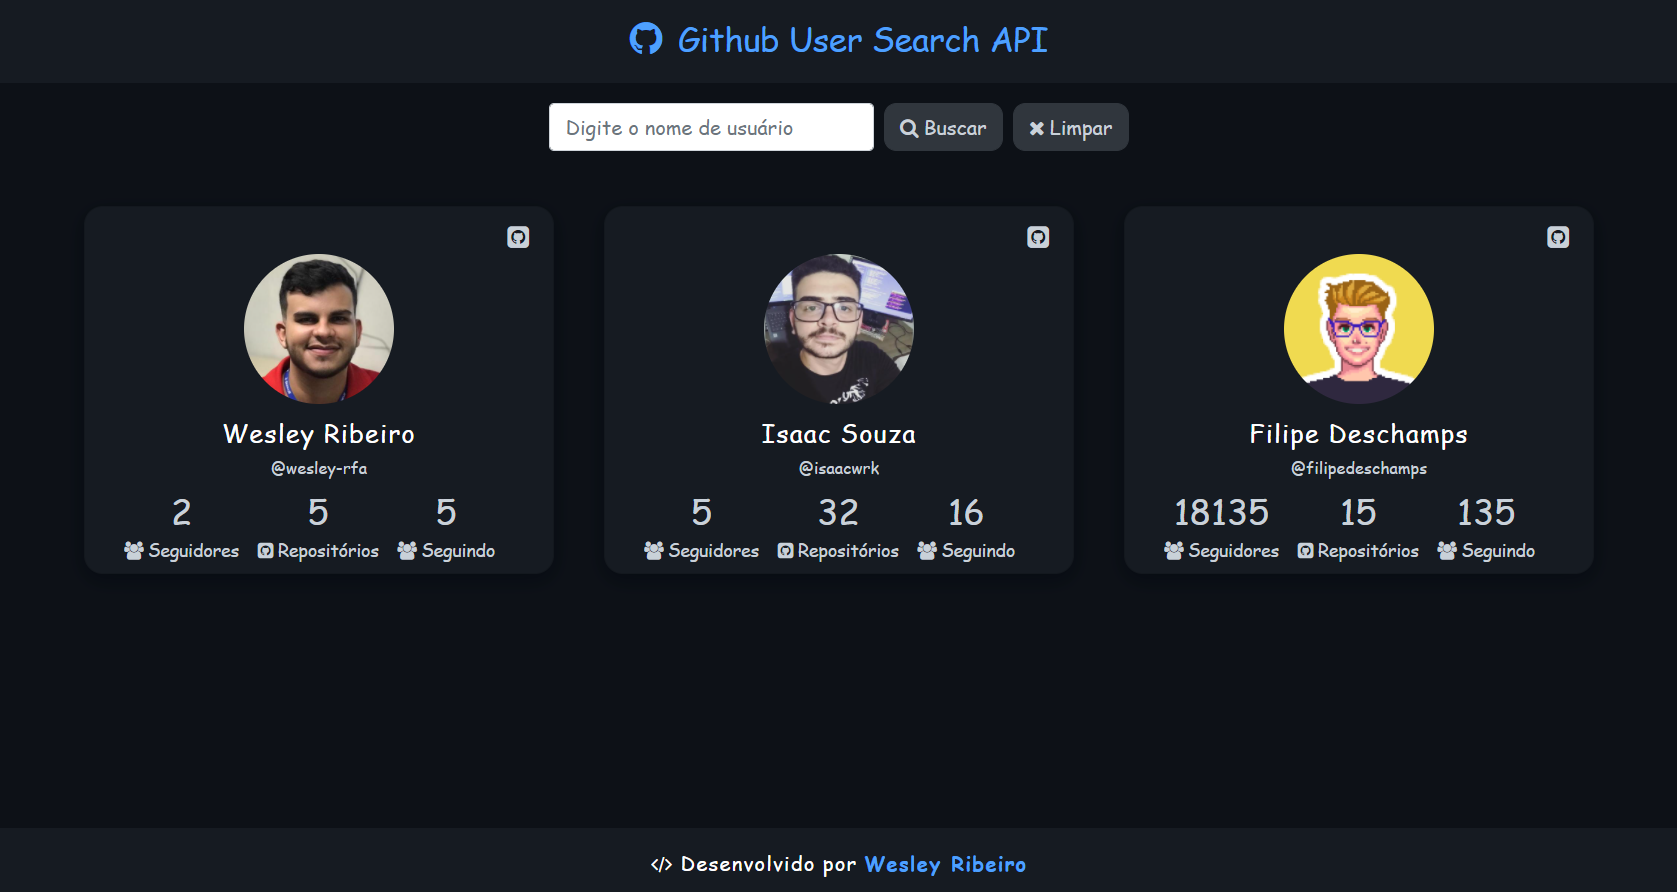 Github User Search API
Digite o nome de usuário
Buscar
Limpar
Wesley Ribeiro
@wesley-rfa
2 5 5
Seguidores Repositórios Seguindo
Isaac Souza
@isaacwrk
5 32 16
Seguidores Repositórios Seguindo
Filipe Deschamps
@filipedeschamps
18135 15 135
Seguidores Repositórios Seguindo
</> Desenvolvido por Wesley Ribeiro